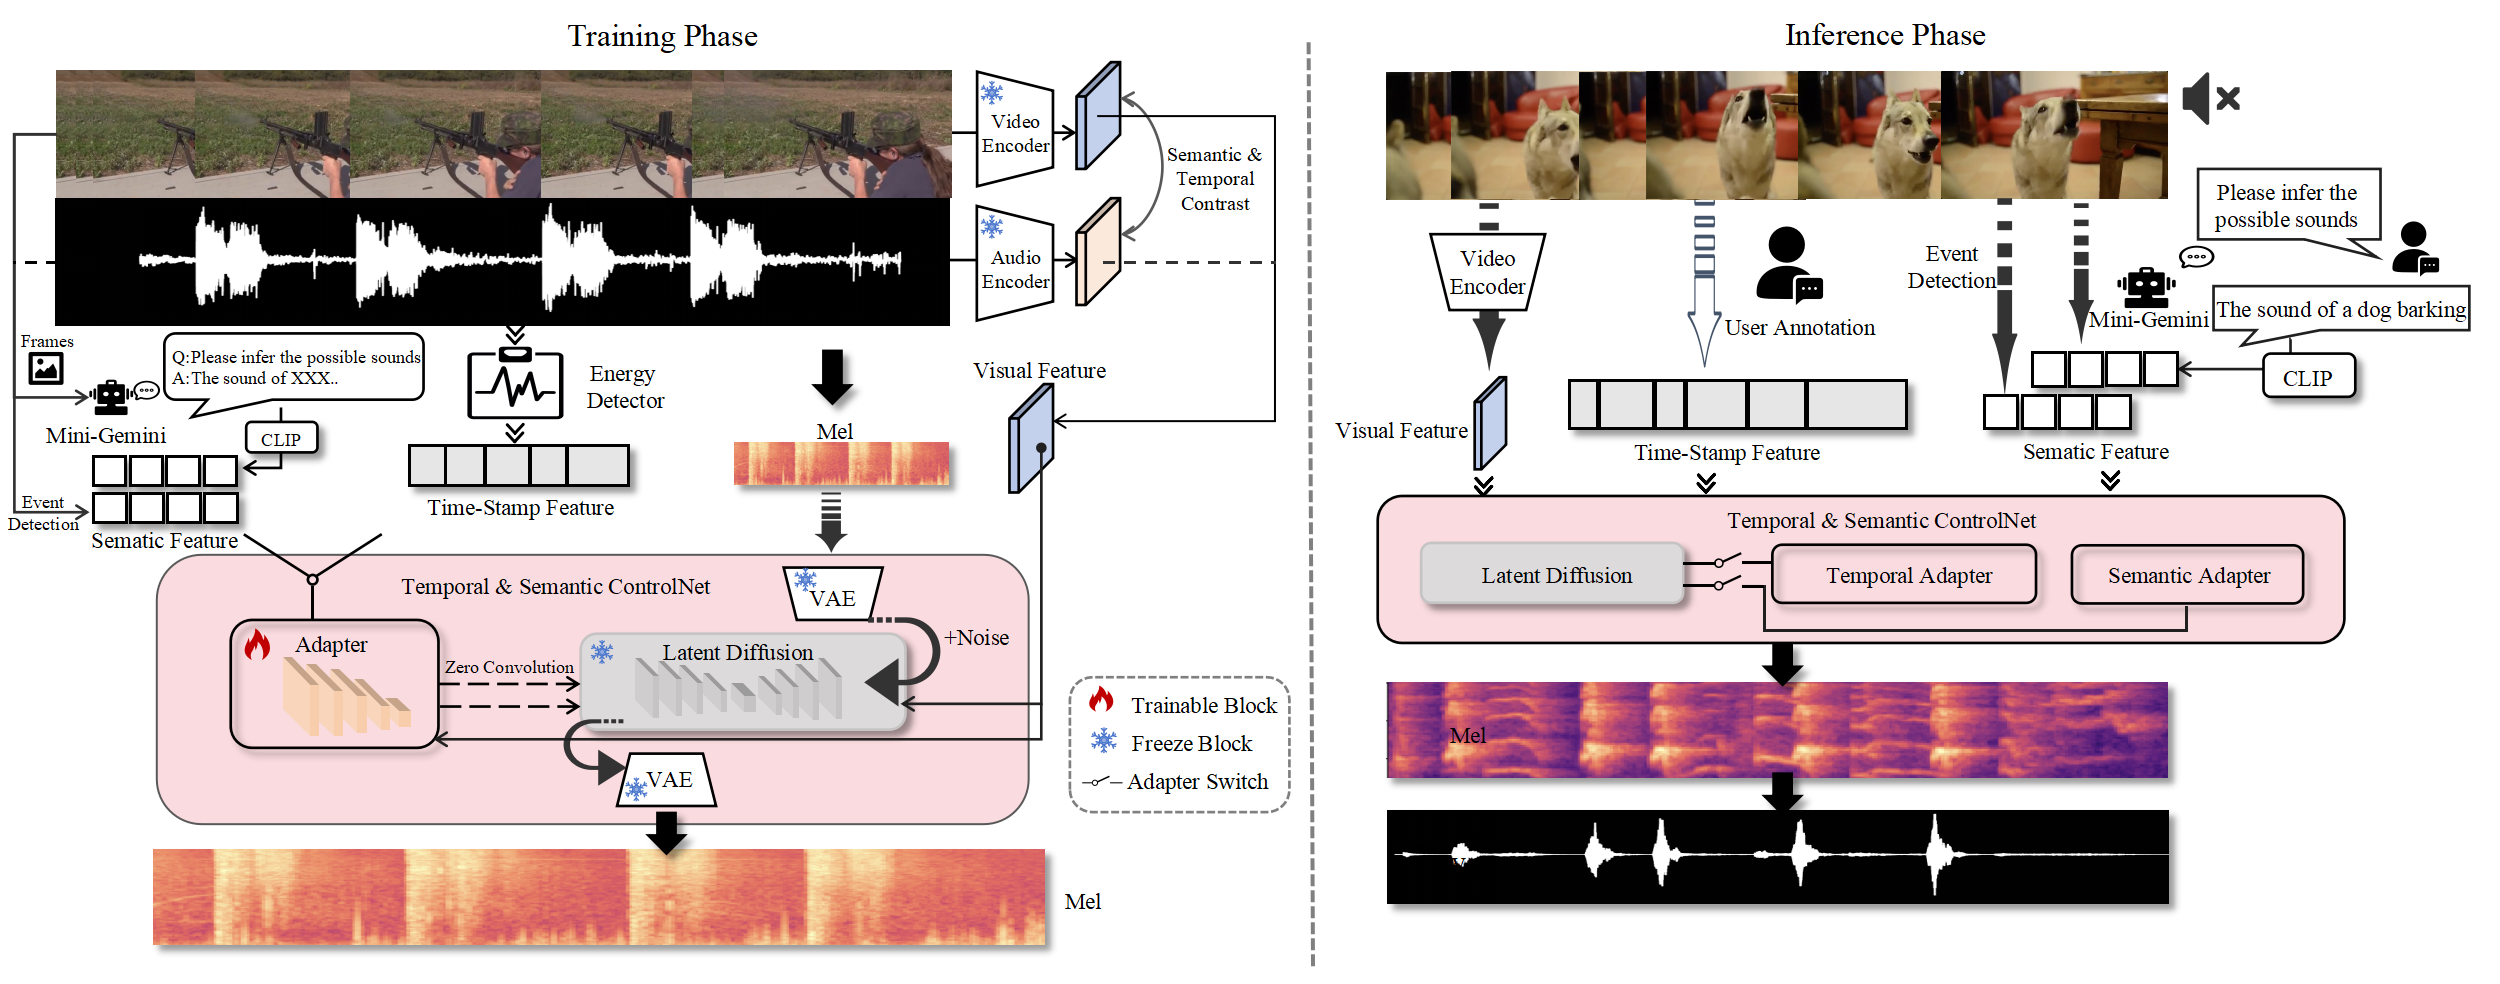 Training Phase
Video
Encoder
Semantic &
Temporal
Contrast
Audio
Encoder
Frames
Q:Please infer the possible sounds
A:The sound of XXX..
Mini-Gemini
CLIP
Energy
Detector
Visual Feature
Mel
Event
Detection
Sematic Feature
Time-Stamp Feature
Temporal & Semantic ControlNet
VAE
+Noise
Adapter
Zero Convolution
Latent Diffusion
VAE
Trainable Block
Freeze Block
Adapter Switch
Mel
Inference Phase
Please infer the
possible sounds
Video
Encoder
Event
Detection
User Annotation
Mini-Gemini
The sound of a dog barking
CLIP
Visual Feature
Time-Stamp Feature
Sematic Feature
Temporal & Semantic ControlNet
Latent Diffusion
Temporal Adapter
Semantic Adapter
Mel